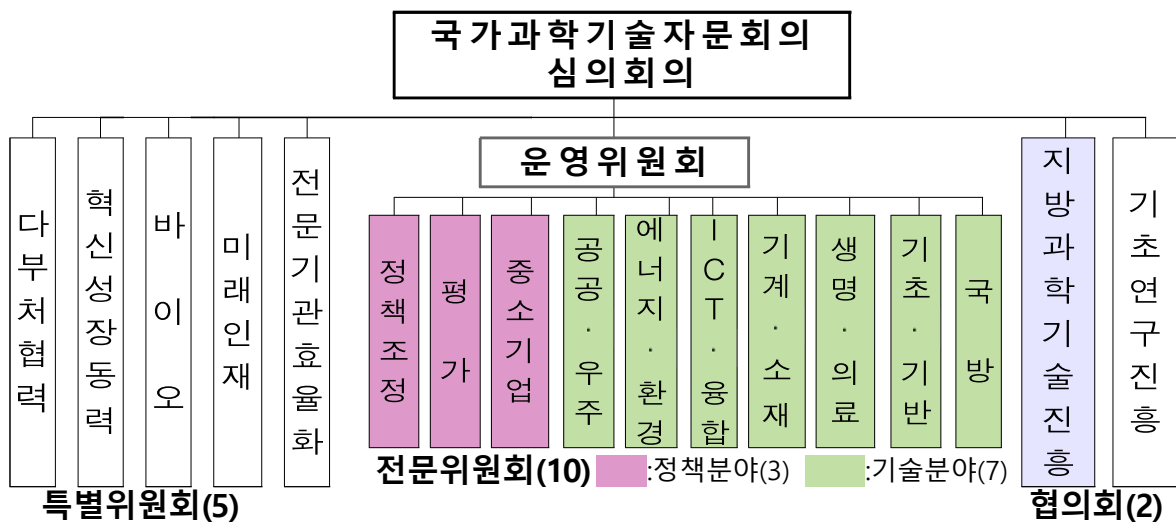 국가과학기술자문회의
심의회의
다부처협력
혁신성장동력
바이오
미래인재
전문기관효율화
운영위원회
정책조정
평가
중소기업
공공·우주
에너지·환경
ICT·융합
기계·소재
생명·의료
기초·기반
국방
지방과학기술진흥
기초연구진흥
특별위원회(5)
전문위원회(10) :정책분야(3) :기술분야(7)
협의회(2)